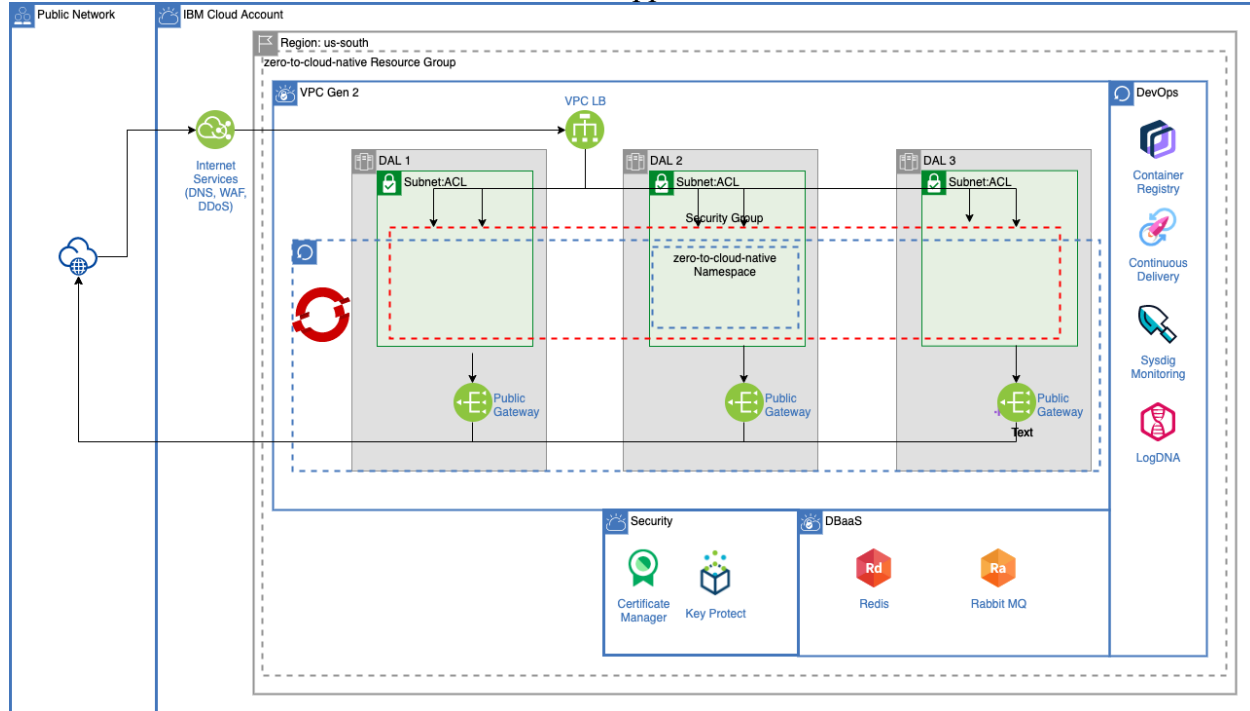 app
Public Network
IBM Cloud Account
Region: us-south
zero-to-cloud-native Resource Group
VPC Gen 2
DevOps
VPC LB
Internet
Services
(DNS, WAF,
DDoS)
DAL 1
DAL 2
DAL 3
Subnet:ACL
Subnet:ACL
Subnet:ACL
Security Group
zero-to-cloud-native
Namespace
Public
Gateway
Public
Gateway
Public
Gateway
Text
Container
Registry
Continuous
Delivery
Sysdig
Monitoring
LogDNA
Security
Certificate
Manager
Key Protect
DBaaS
Rd
Redis
Ra
Rabbit MQ